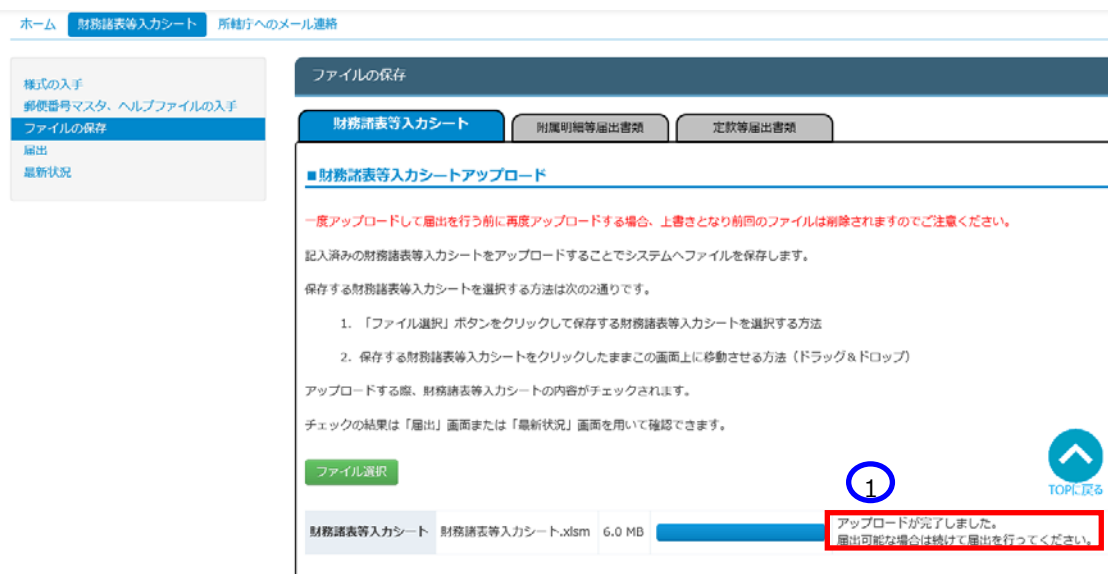 ホーム 財務諸表等入力シート 所轄庁へのメール連絡
様式の入手
郵便番号マスタ、ヘルプファイルの入手
ファイルの保存
届出
最新状況
ファイルの保存
財務諸表等入力シート 附属明細等届出書類 定款等届出書類
■財務諸表等入力シートアップロード
一度アップロードして届出を行う前に再度アップロードする場合、上書きとなり前回のファイルは削除されますのでご注意ください。
記入済みの財務諸表等入力シートをアップロードすることでシステムへファイルを保存します。
保存する財務諸表等入力シートを選択する方法は次の2通りです。
1. 「ファイル選択」ボタンをクリックして保存する財務諸表等入力シートを選択する方法
2. 保存する財務諸表等入力シートをクリックしたままこの画面上に移動させる方法（ドラッグ&ドロップ）
アップロードする際、財務諸表等入力シートの内容がチェックされます。
チェックの結果は「届出」画面または「最新状況」画面を用いて確認できます。
ファイル選択
1
TOPに戻る
財務諸表等入力シート 財務諸表等入力シート.xlsm 6.0 MB
アップロードが完了しました。
届出可能な場合は続けて届出を行ってください。